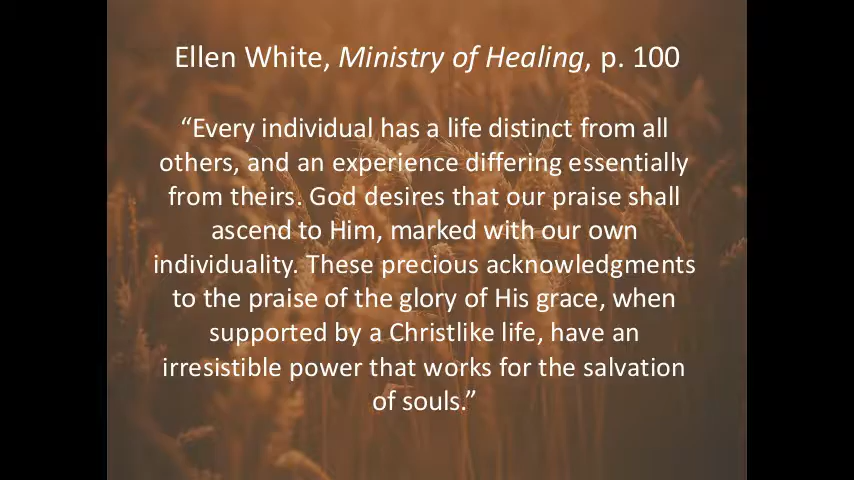 Ellen White, Ministry of Healing, p. 100
“Every individual has a life distinct from all
others, and an experience differing essentially
from theirs. God desires that our praise shall
ascend to Him, marked with our own
individuality. These precious acknowledgments
to the praise of the glory of His grace, when
supported by a Christlike life, have an
irresistible power that works for the salvation
of souls.”